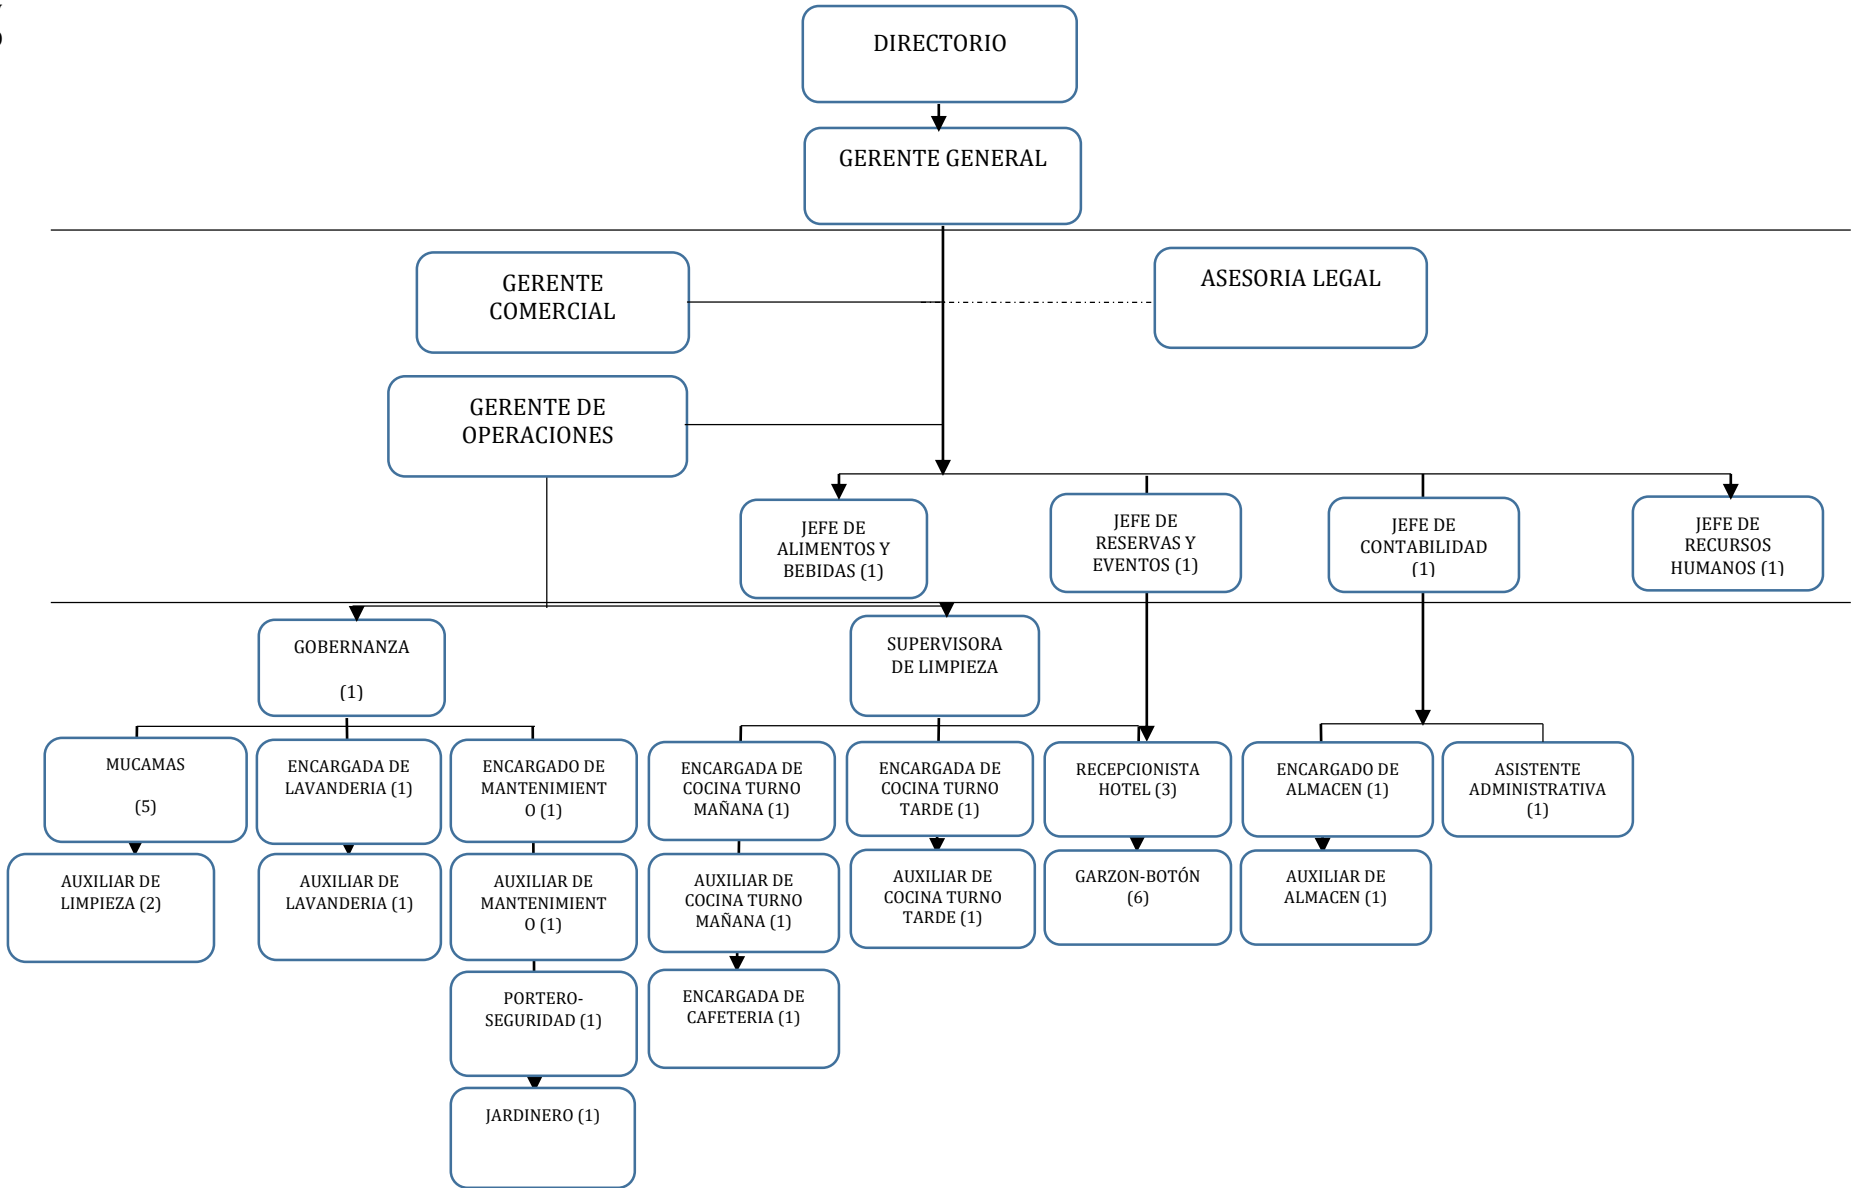 DIRECTORIO
GERENTE GENERAL
GERENTE
COMERCIAL
ASESORIA LEGAL
GERENTE DE
OPERACIONES
JEFE DE
ALIMENTOS Y
BEBIDAS (1)
JEFE DE
RESERVAS Y
EVENTOS (1)
JEFE DE
CONTABILIDAD
(1)
JEFE DE
RECURSOS
HUMANOS (1)
GOBERNANZA
(1)
SUPERVISORA
DE LIMPIEZA
MUCAMAS
(5)
ENCARGADA DE
LAVANDERIA (1)
ENCARGADO DE
MANTENIMIENT
O (1)
ENCARGADA DE
COCINA TURNO
MAÑANA (1)
ENCARGADA DE
COCINA TURNO
TARDE (1)
RECEPCIONISTA
HOTEL (3)
ENCARGADO DE
ALMACEN (1)
ASISTENTE
ADMINISTRATIVA
(1)
AUXILIAR DE
LIMPIEZA (2)
AUXILIAR DE
LAVANDERIA (1)
AUXILIAR DE
MANTENIMIENT
O (1)
AUXILIAR DE
COCINA TURNO
MAÑANA (1)
AUXILIAR DE
COCINA TURNO
TARDE (1)
GARZON-BOTÓN
(6)
AUXILIAR DE
ALMACEN (1)
PORTERO-
SEGURIDAD (1)
ENCARGADA DE
CAFETERIA (1)
JARDINERO (1)